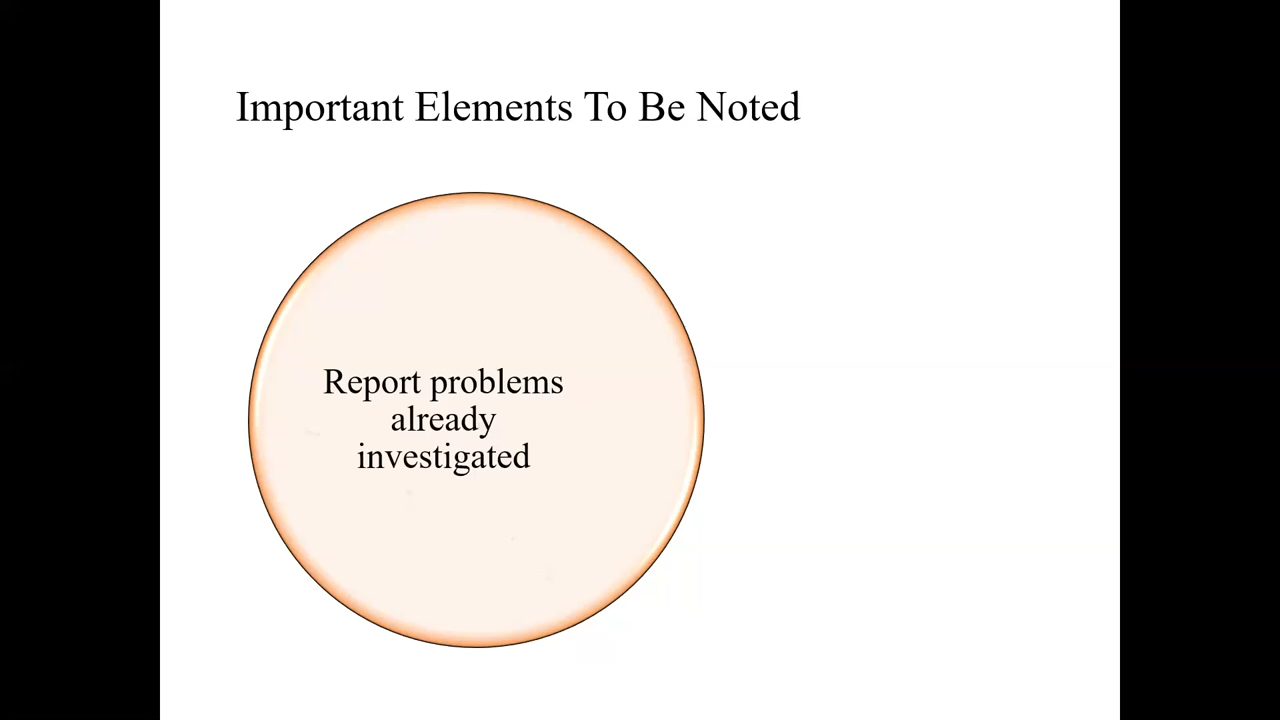 Important Elements To Be Noted
Report problems
already
investigated